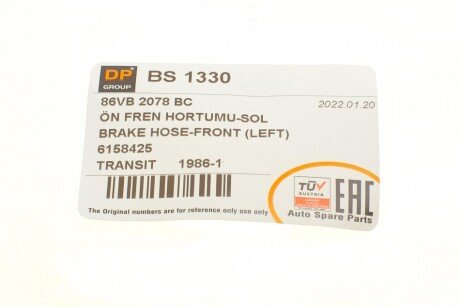 DP GROUP BS 1330
86VB 2078 BC 2022.01.20
ÖN FREN HORTUMU-SOL
BRAKE HOSE-FRONT (LEFT)
6158425
TRANSIT 1986-1
TÜV
AUSTRIA
EAC
The Original numbers are for reference only use only
Auto Spare Parts